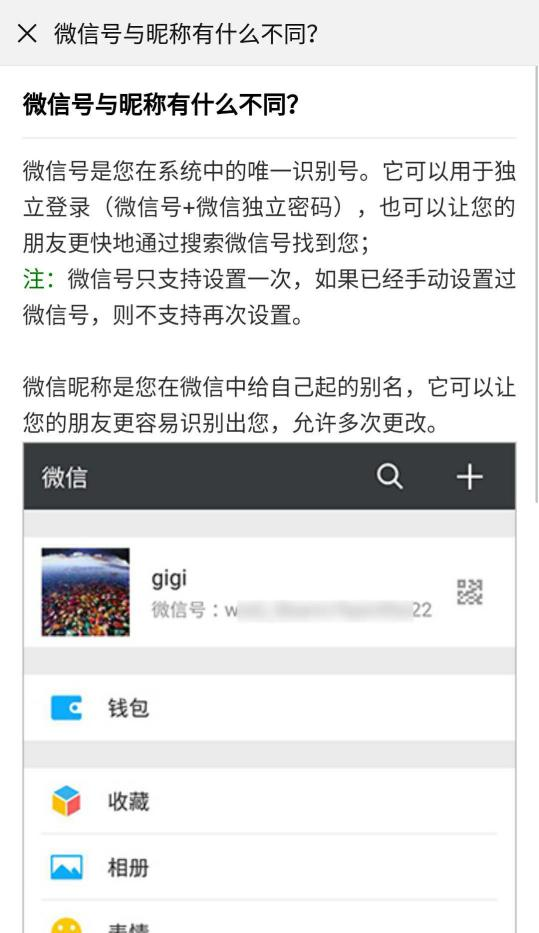 微信号与昵称有什么不同？
微信号与昵称有什么不同？
微信号是您在系统中的唯一识别号。它可以用于独
立登录（微信号+微信独立密码），也可以让您的
朋友更快地通过搜索微信号找到您；
注：微信号只支持设置一次，如果已经手动设置过
微信号，则不支持再次设置。
微信昵称是您在微信中给自己起的别名，它可以让
您的朋友更容易识别出您，允许多次更改。
微信
gigi
微信号：w 22
钱包
收藏
相册
表情